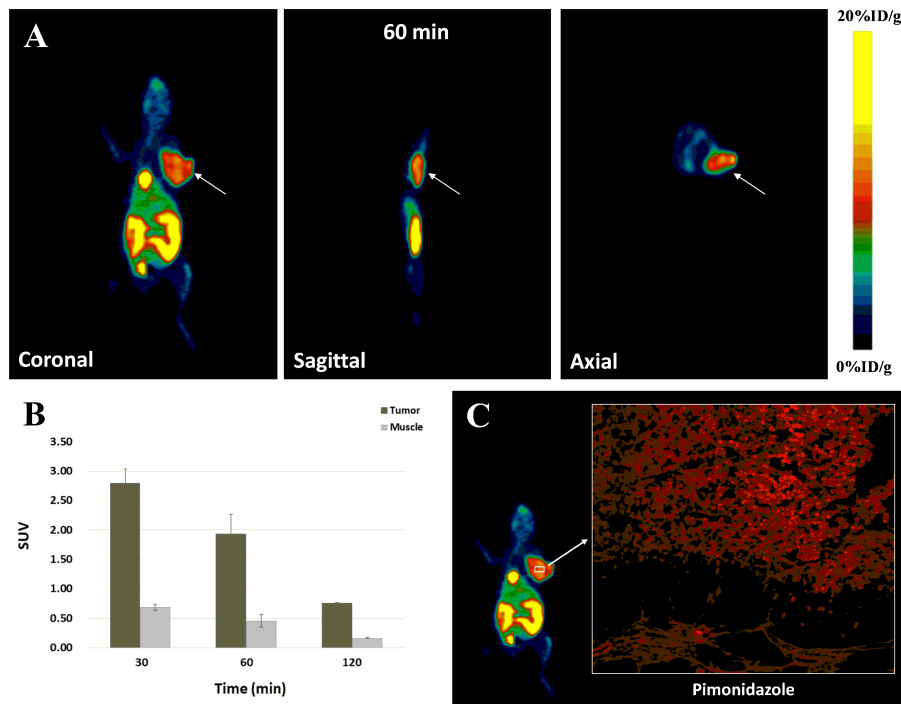 A
60 min
20%ID/g
Coronal
Sagittal
Axial
0%ID/g
B
Tumor
Muscle
3.50
3.00
2.50
2.00
1.50
1.00
0.50
0.00
SUV
30
60
120
Time (min)
C
Pimonidazole